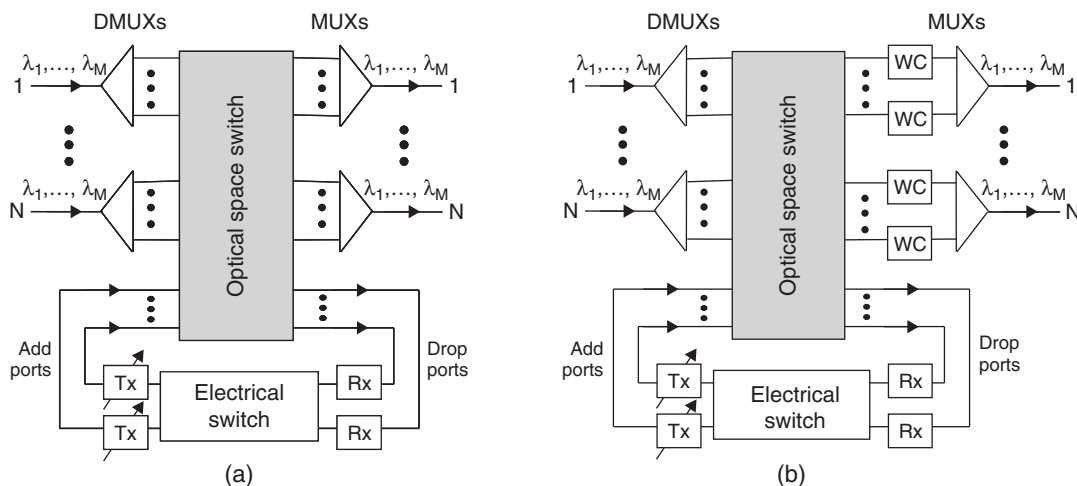 DMUXs MUXs
λ1,..., λM λ1,..., λM
1 1
λ1,..., λM λ1,..., λM
N N
Optical space switch
Add ports
Drop ports
Tx Rx
Electrical switch
Tx Rx
(a)
DMUXs MUXs
λ1,..., λM WC λ1,..., λM
1 1
WC
λ1,..., λM WC λ1,..., λM
N N
WC
Optical space switch
Add ports
Drop ports
Tx Rx
Electrical switch
Tx Rx
(b)